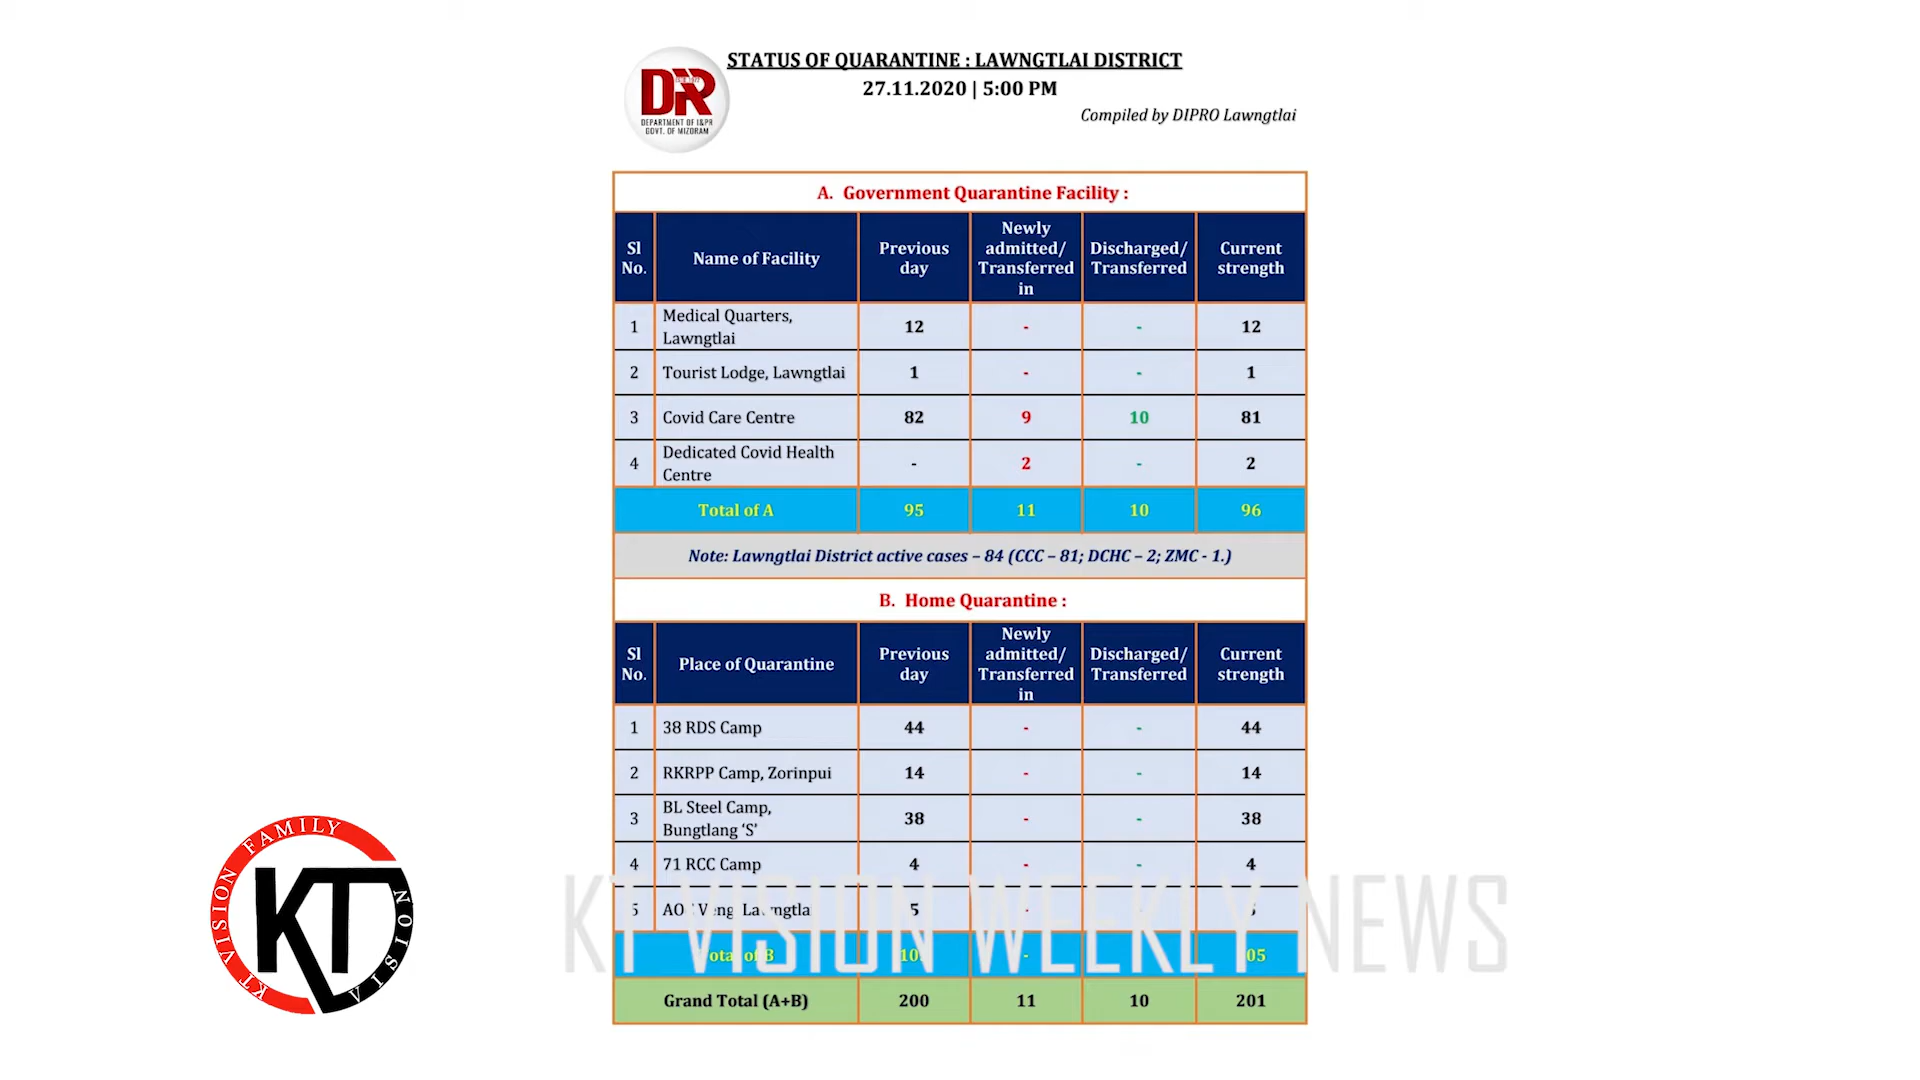 STATUS OF QUARANTINE : LAWNGTLAI DISTRICT
27.11.2020 | 5:00 PM
Compiled by DIPRO Lawngtlai
DEPARTMENT OF I&PR
GOVT. OF MIZORAM
A. Government Quarantine Facility :
Sl No. Name of Facility Previous day Newly admitted/ Transferred in Discharged/ Transferred Current strength
1 Medical Quarters, Lawngtlai 12 - - 12
2 Tourist Lodge, Lawngtlai 1 - - 1
3 Covid Care Centre 82 9 10 81
4 Dedicated Covid Health Centre - 2 - 2
Total of A 95 11 10 96
Note: Lawngtlai District active cases – 84 (CCC – 81; DCHC – 2; ZMC - 1.)
B. Home Quarantine :
Sl No. Place of Quarantine Previous day Newly admitted/ Transferred in Discharged/ Transferred Current strength
1 38 RDS Camp 44 - - 44
2 RKRPP Camp, Zorinpui 14 - - 14
3 BL Steel Camp, Bungtlang ‘S’ 38 - - 38
4 71 RCC Camp 4 - - 4
5 Veng Lawngtlai 5 -
Total of B -
Grand Total (A+B) 200 11 10 201
KT VISION WEEKLY NEWS
KT VISION FAMILY
KT
KT VISION